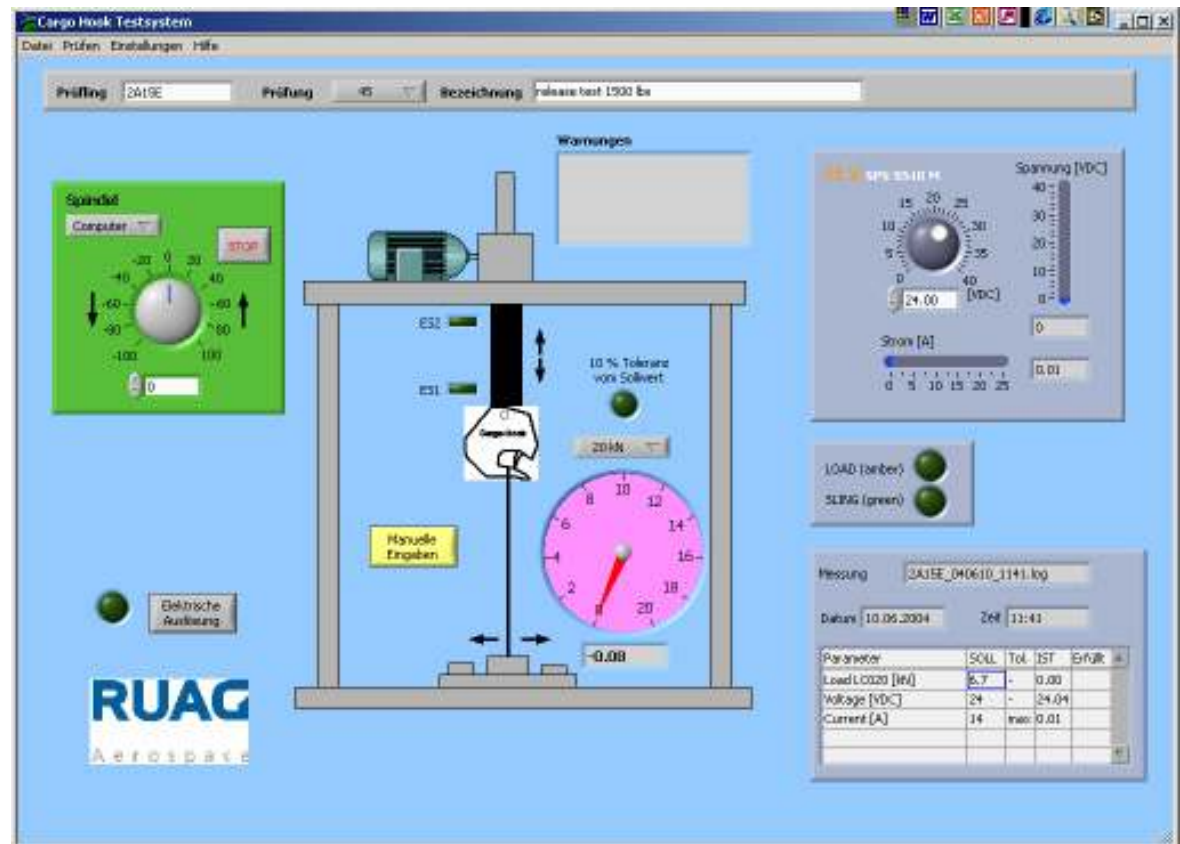 Cargo Hook Testsystem
Datei Prüfen Einstellungen Hilfe
Prüfling 2A15E Prüfung 45 Bezeichnung release test 1500 lbs
Warnungen
Spindel
Computer
STOP
-20 0 20
-40 40
-60 60
-80 80
-100 100
0
ES2
ES1
Cargo hook
10 % Toleranz
vom Sollwert
20 kN
0 2 4 6 8 10 12 14 16 18 20
-0.08
Manuelle
Eingaben
Elektrische
Auslösung
RUAG
Aerospace
SPS 9510 M
0 5 10 15 20 25 30 35 40
[VDC]
24.00
Spannung [VDC]
40
30
20
10
0
0
Strom [A]
0 5 10 15 20 25
0.01
LOAD (amber)
SLING (green)
Messung 2A15E_040610_1141.log
Datum 10.06.2004 Zeit 11:41
Parameter SOLL Tol. IST Erfüllt
Load LC020 [kN] 6.7 - 0.00
Voltage [VDC] 24 - 24.04
Current [A] 14 max 0.01